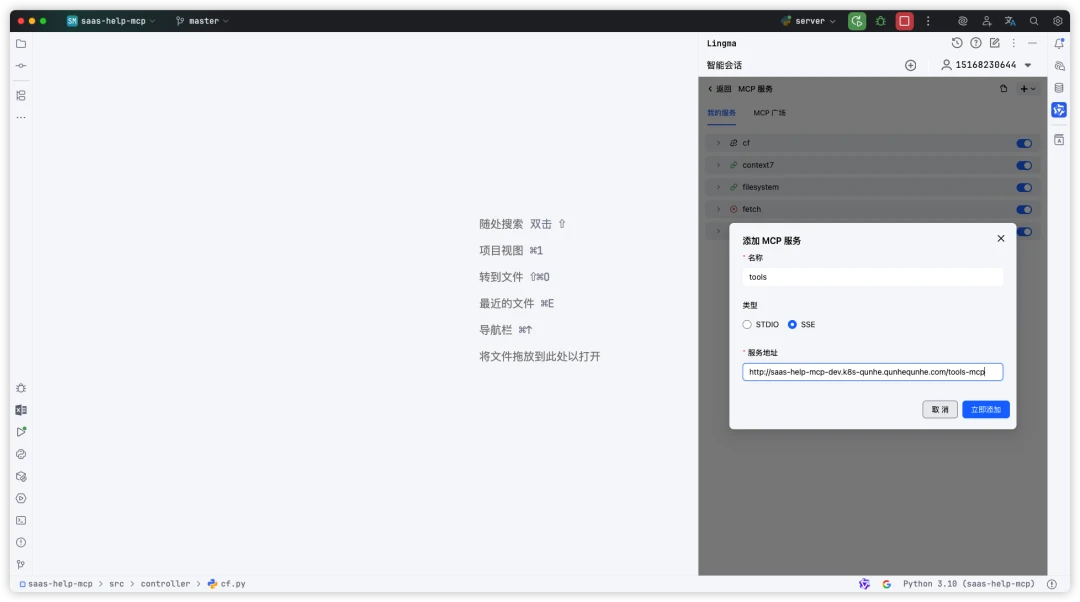 SM saas-help-mcp
master
server
Lingma
智能会话
15168230644
返回 MCP 服务
我的服务 MCP 广场
cf
context7
filesystem
fetch
随处搜索 双击 ⇧
项目视图 ⌘1
转到文件 ⇧⌘O
最近的文件 ⌘E
导航栏 ⌘↑
将文件拖放到此处以打开
添加 MCP 服务
* 名称
tools
类型
STDIO SSE
* 服务地址
http://saas-help-mcp-dev.k8s-qunhe.qunhequnhe.com/tools-mcp
取 消 立即添加
saas-help-mcp > src > controller > cf.py
Python 3.10 (saas-help-mcp)